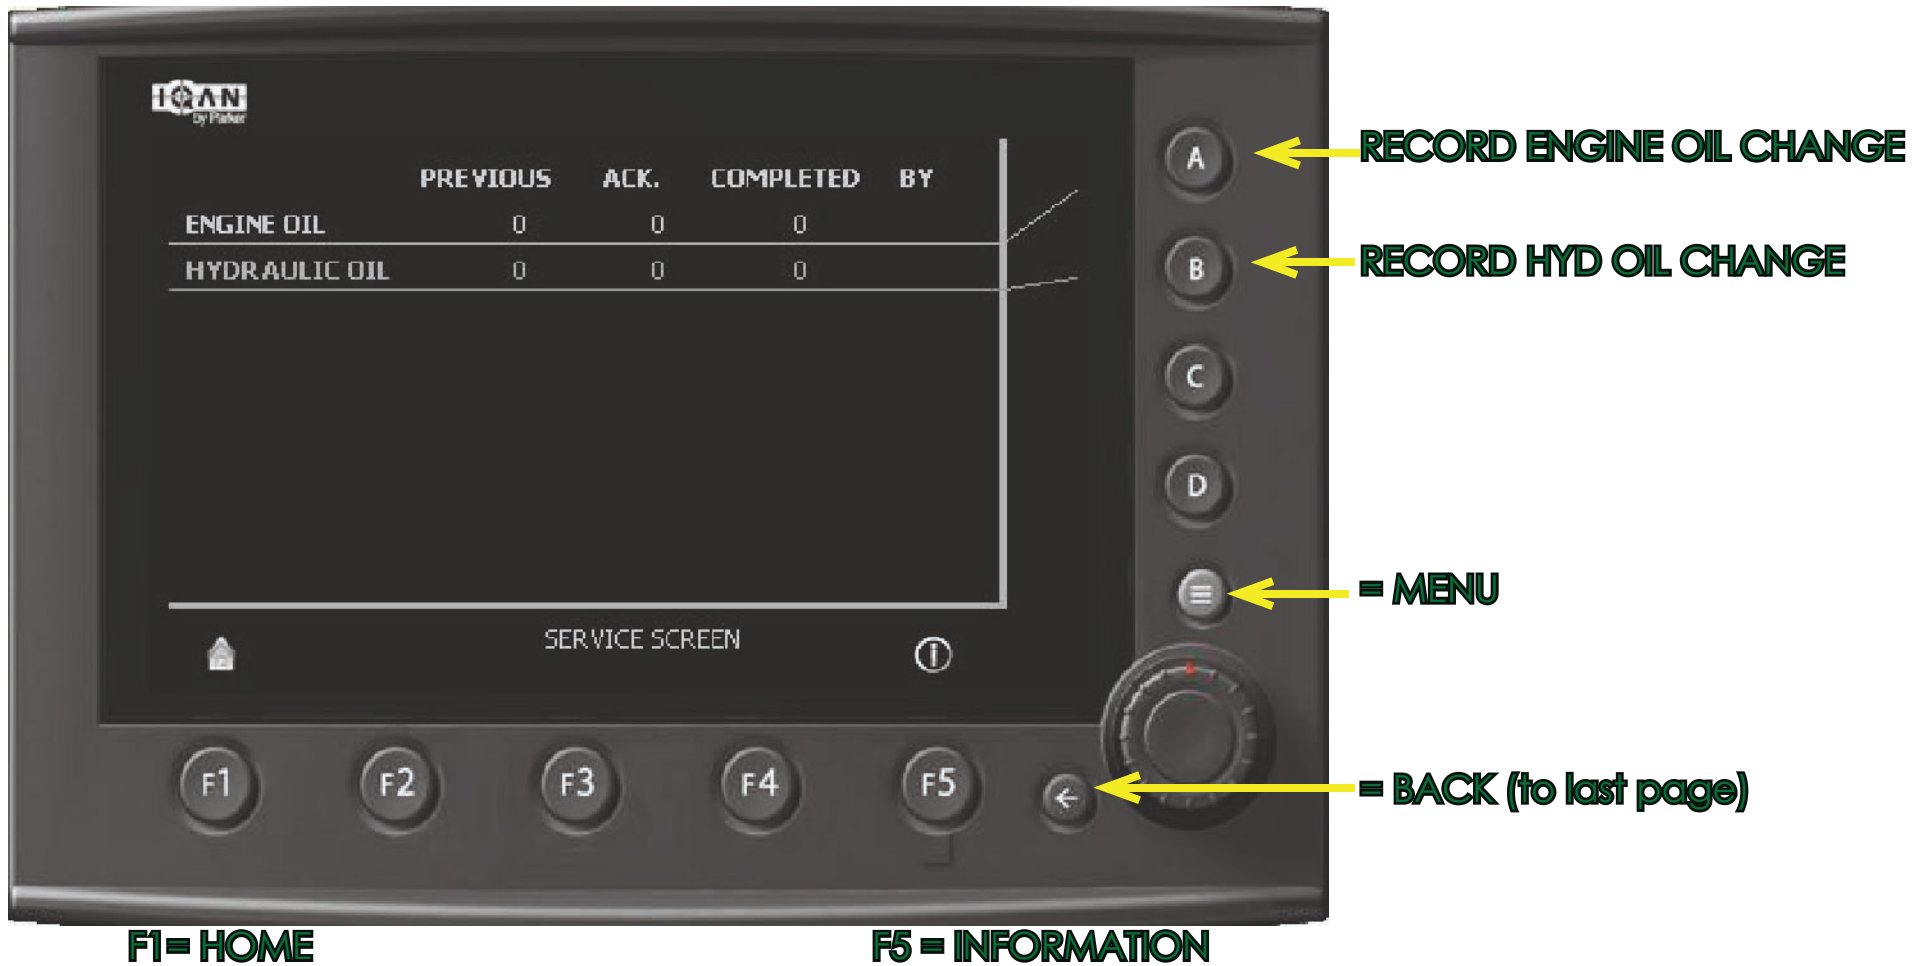 IQAN
by Parker
PREVIOUS ACK. COMPLETED BY
ENGINE OIL 0 0 0
HYDRAULIC OIL 0 0 0
SERVICE SCREEN
A
RECORD ENGINE OIL CHANGE
B
RECORD HYD OIL CHANGE
C
D
= MENU
F1 F2 F3 F4 F5
= BACK (to last page)
F1= HOME
F5 = INFORMATION